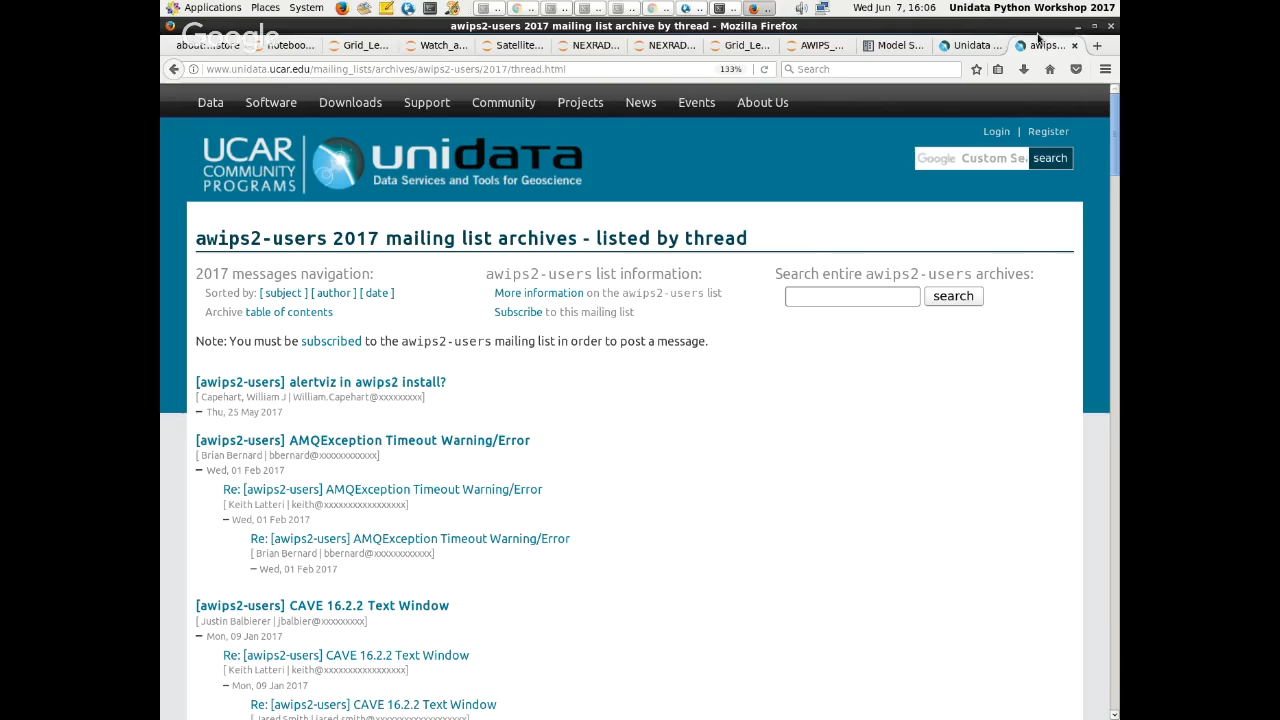 Applications Places System Wed Jun 7, 16:06 Unidata Python Workshop 2017
awips2-users 2017 mailing list archive by thread - Mozilla Firefox
Google
Grid_Le... Watch_a... Satellite... NEXRAD... NEXRAD... Grid_Le... AWIPS_... Model S... Unidata ... awips...
www.unidata.ucar.edu/mailing_lists/archives/awips2-users/2017/thread.html 133% Search
Data Software Downloads Support Community Projects News Events About Us
Login | Register
UCAR COMMUNITY PROGRAMS
unidata
Data Services and Tools for Geoscience
Google Custom Se search
awips2-users 2017 mailing list archives - listed by thread
2017 messages navigation: awips2-users list information: Search entire awips2-users archives:
Sorted by: [ subject ] [ author ] [ date ] More information on the awips2-users list
search
Archive table of contents Subscribe to this mailing list
Note: You must be subscribed to the awips2-users mailing list in order to post a message.
[awips2-users] alertviz in awips2 install?
[ Capehart, William J | William.Capehart@xxxxxxxxx]
– Thu, 25 May 2017
[awips2-users] AMQException Timeout Warning/Error
[ Brian Bernard | bbernard@xxxxxxxxxxxx]
– Wed, 01 Feb 2017
Re: [awips2-users] AMQException Timeout Warning/Error
[ Keith Latteri | keith@xxxxxxxxxxxxxxxxx]
– Wed, 01 Feb 2017
Re: [awips2-users] AMQException Timeout Warning/Error
[ Brian Bernard | bbernard@xxxxxxxxxxxx]
– Wed, 01 Feb 2017
[awips2-users] CAVE 16.2.2 Text Window
[ Justin Balbierer | jbalbier@xxxxxxxxx]
– Mon, 09 Jan 2017
Re: [awips2-users] CAVE 16.2.2 Text Window
[ Keith Latteri | keith@xxxxxxxxxxxxxxxxx]
– Mon, 09 Jan 2017
Re: [awips2-users] CAVE 16.2.2 Text Window